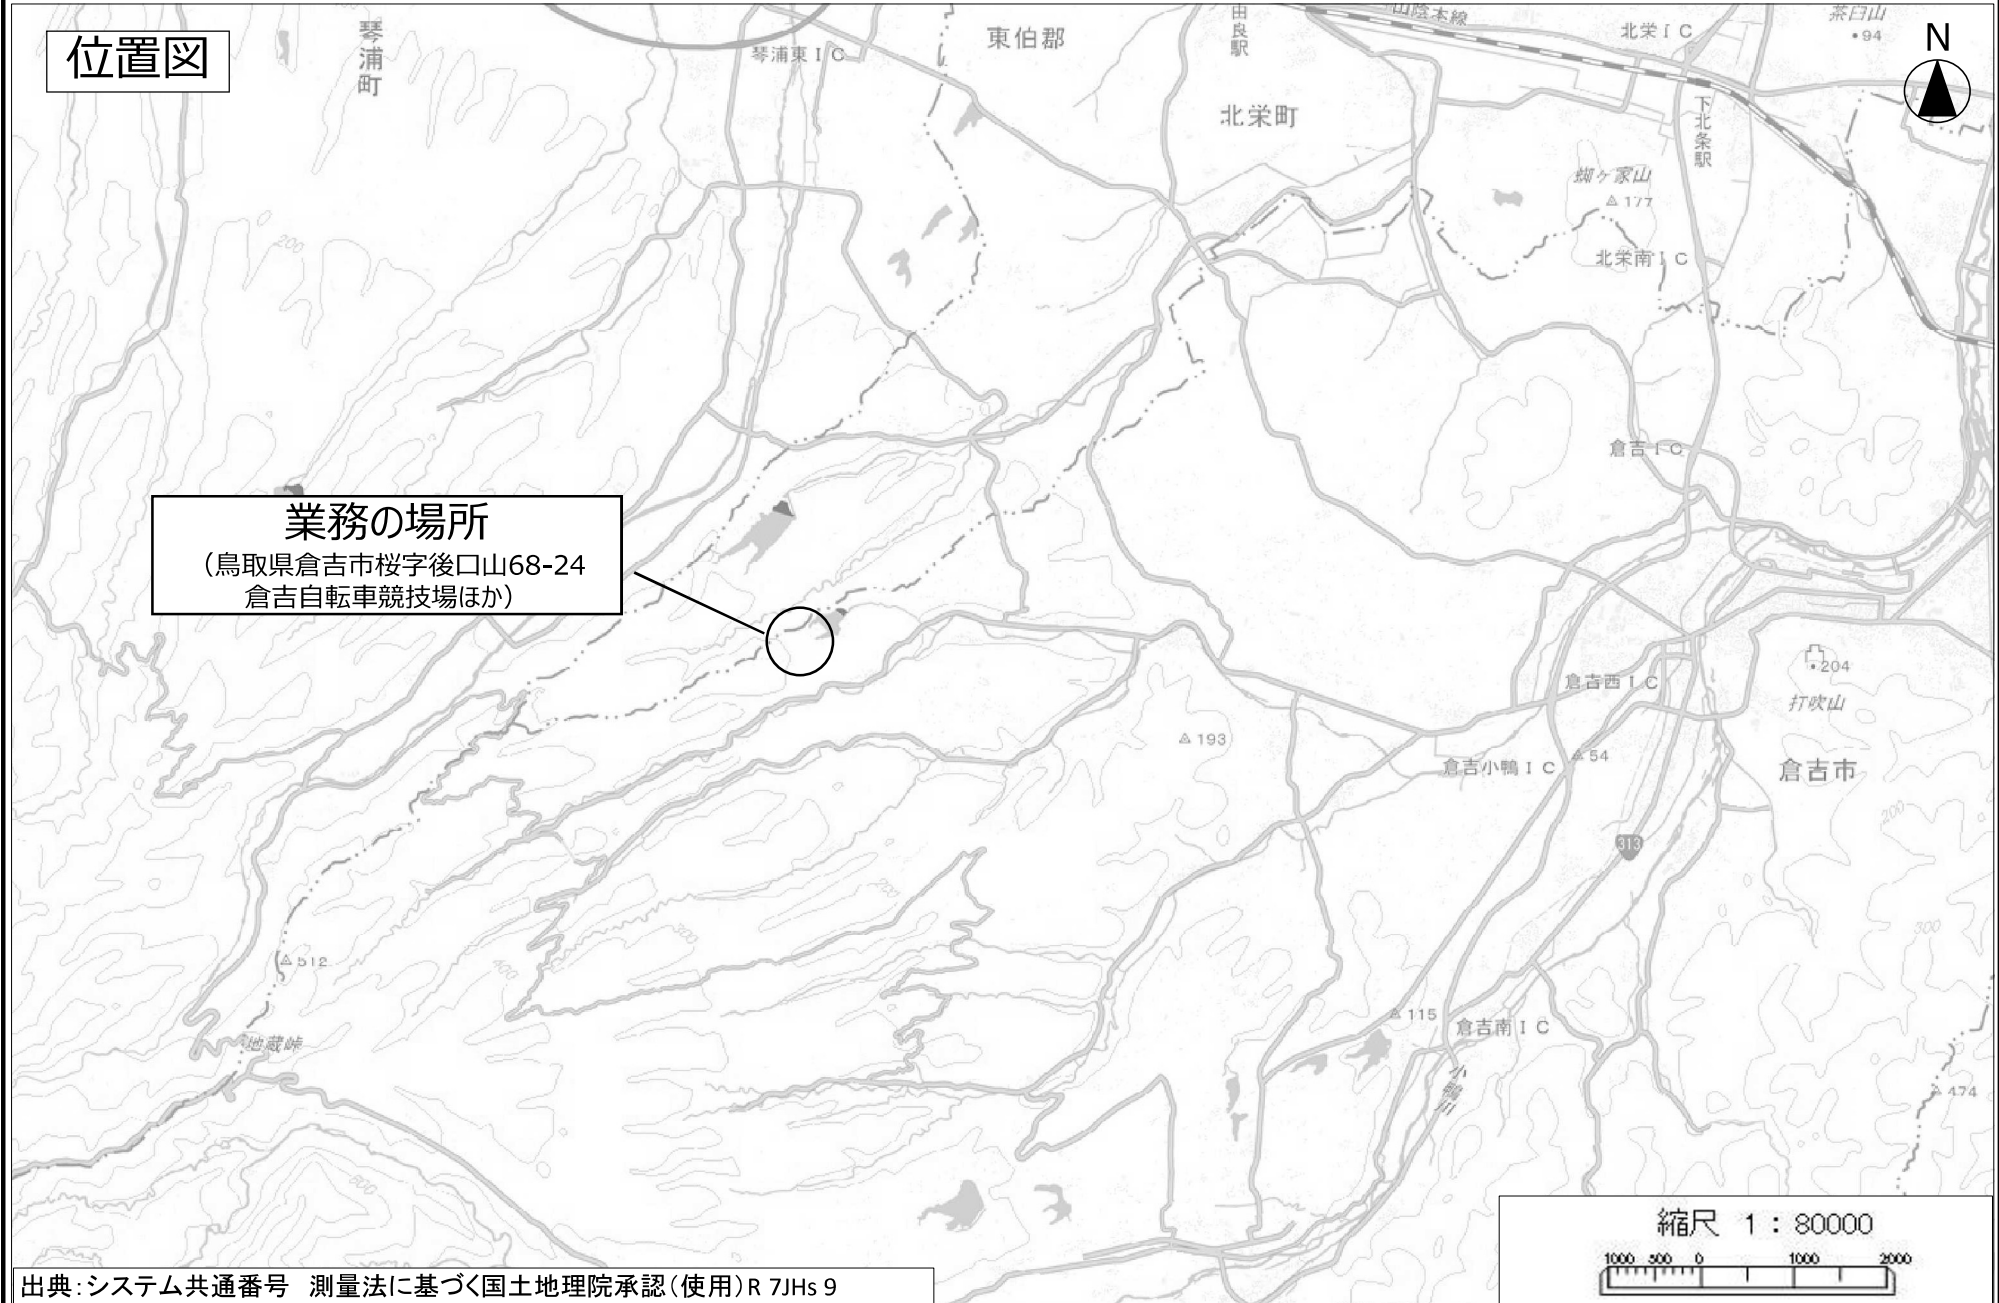 位置図
琴浦町
琴浦東IC
東伯郡
由良駅
山陰本線
北栄IC
茶臼山
94
N
北栄町
下北条駅
蜘ヶ家山
177
北栄南IC
200
倉吉IC
業務の場所
（鳥取県倉吉市桜字後口山68-24
倉吉自転車競技場ほか）
倉吉西IC
204
打吹山
193
倉吉小鴨IC
54
倉吉市
313
200
200
300
300
400
512
地蔵峠
115
倉吉南IC
小鴨川
474
600
縮尺 1：80000
1000 500 0 1000 2000
出典：システム共通番号 測量法に基づく国土地理院承認（使用）R 7JHs 9